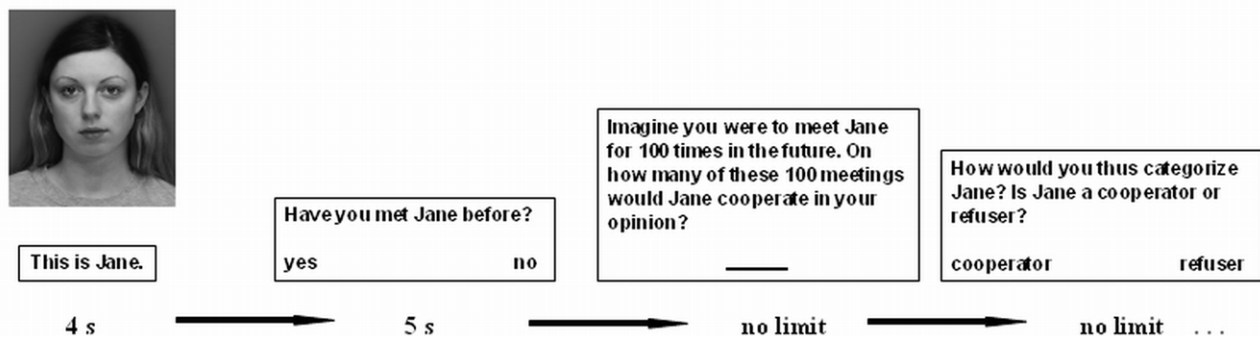 This is Jane.
Have you met Jane before?
yes no
Imagine you were to meet Jane
for 100 times in the future. On
how many of these 100 meetings
would Jane cooperate in your
opinion?
How would you thus categorize
Jane? Is Jane a cooperator or
refuser?
cooperator refuser
4 s 5 s no limit no limit ...